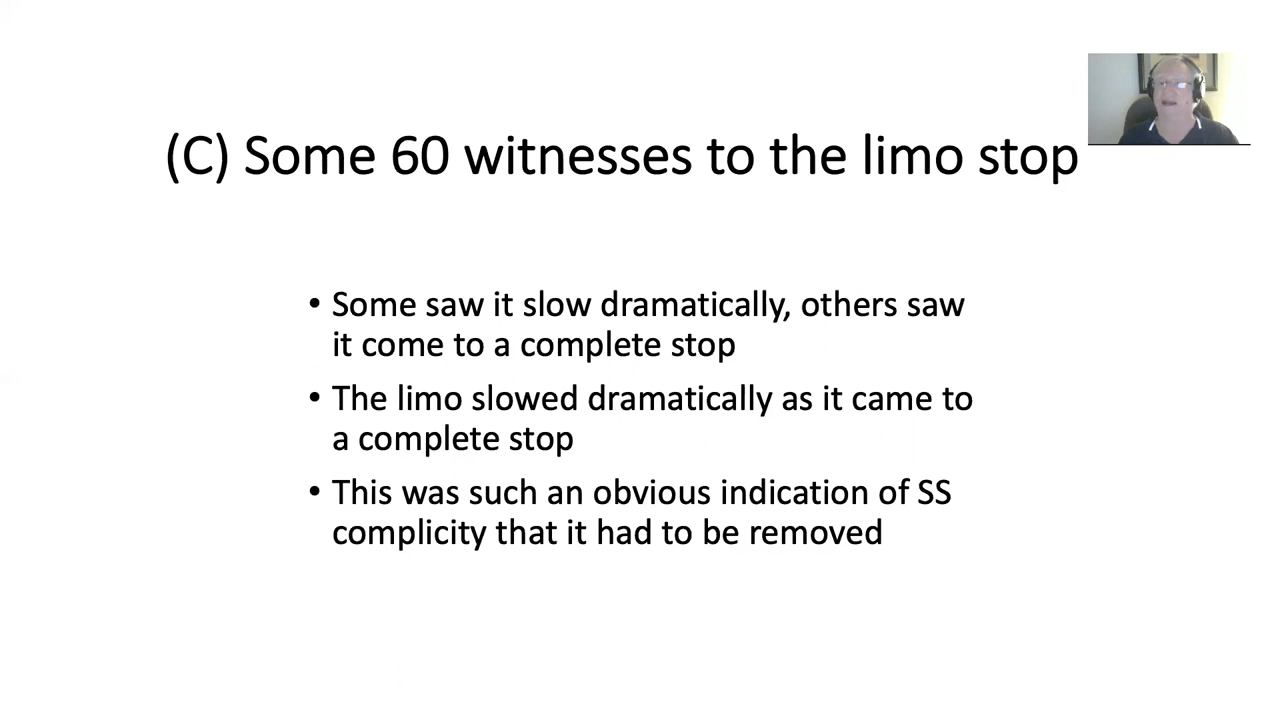 (C) Some 60 witnesses to the limo stop
• Some saw it slow dramatically, others saw
it come to a complete stop
• The limo slowed dramatically as it came to
a complete stop
• This was such an obvious indication of SS
complicity that it had to be removed